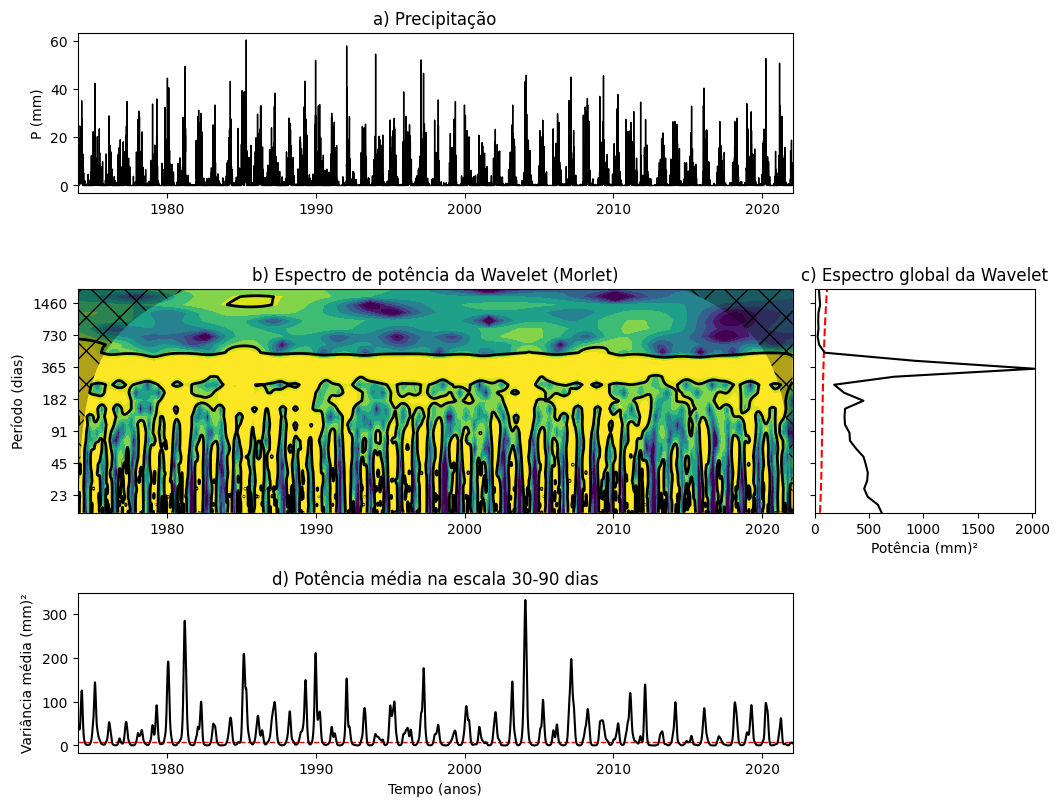 a) Precipitação
P (mm)
60
40
20
0
1980 1990 2000 2010 2020
b) Espectro de potência da Wavelet (Morlet)
Período (dias)
1460
730
365
182
91
45
23
1980 1990 2000 2010 2020
c) Espectro global da Wavelet
0 500 1000 1500 2000
Potência (mm)²
d) Potência média na escala 30-90 dias
Variância média (mm)²
300
200
100
0
1980 1990 2000 2010 2020
Tempo (anos)